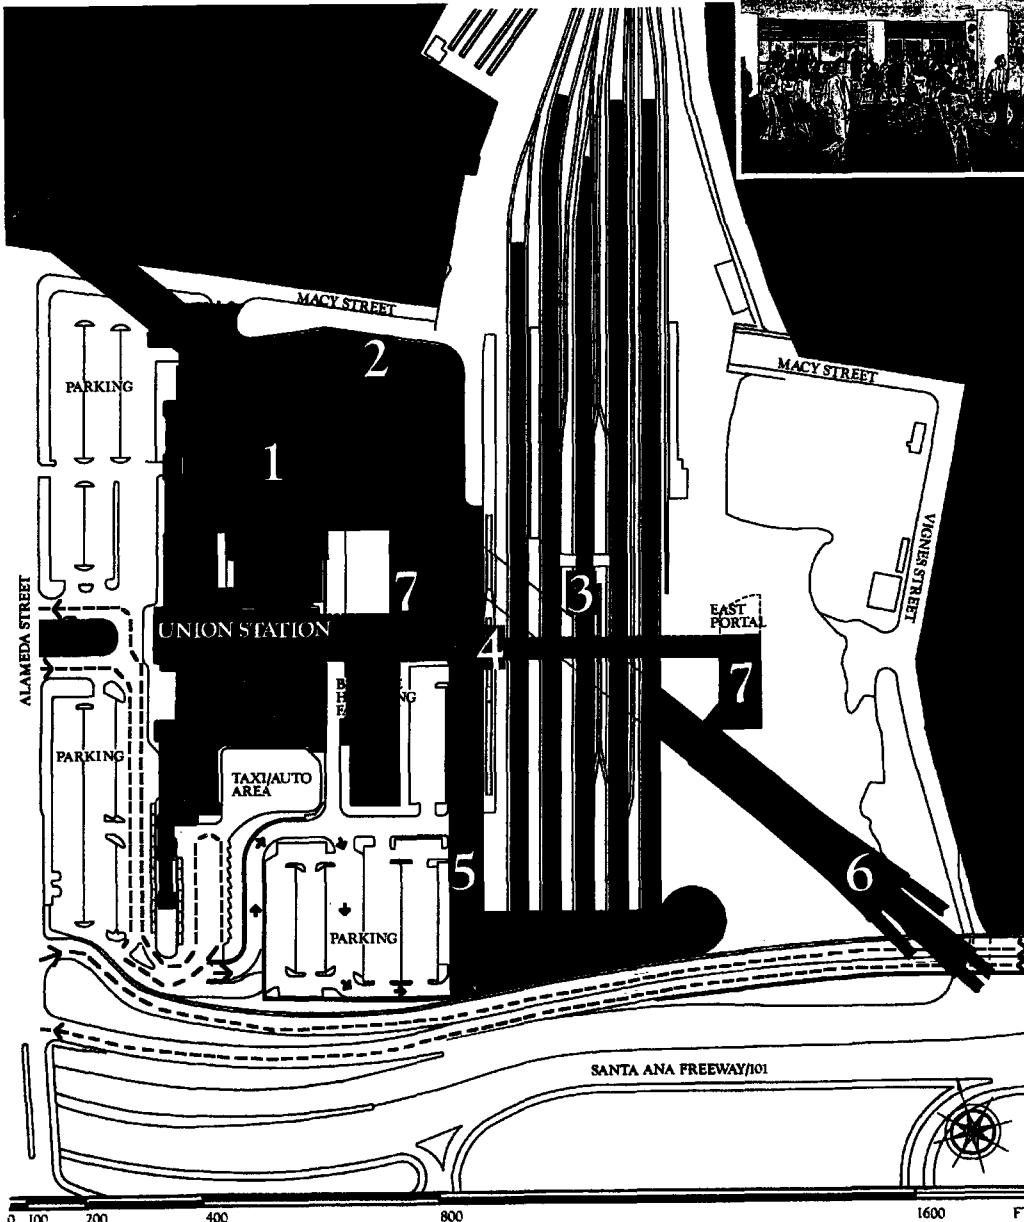 MACY STREET
2
PARKING
MACY STREET
1
VIGNES STREET
7
3
ALAMEDA STREET
EAST
PORTAL
UNION STATION
4
7
PARKING
TAXI/AUTO
AREA
5
6
PARKING
SANTA ANA FREEWAY/101
0 100 200 400 800 1600